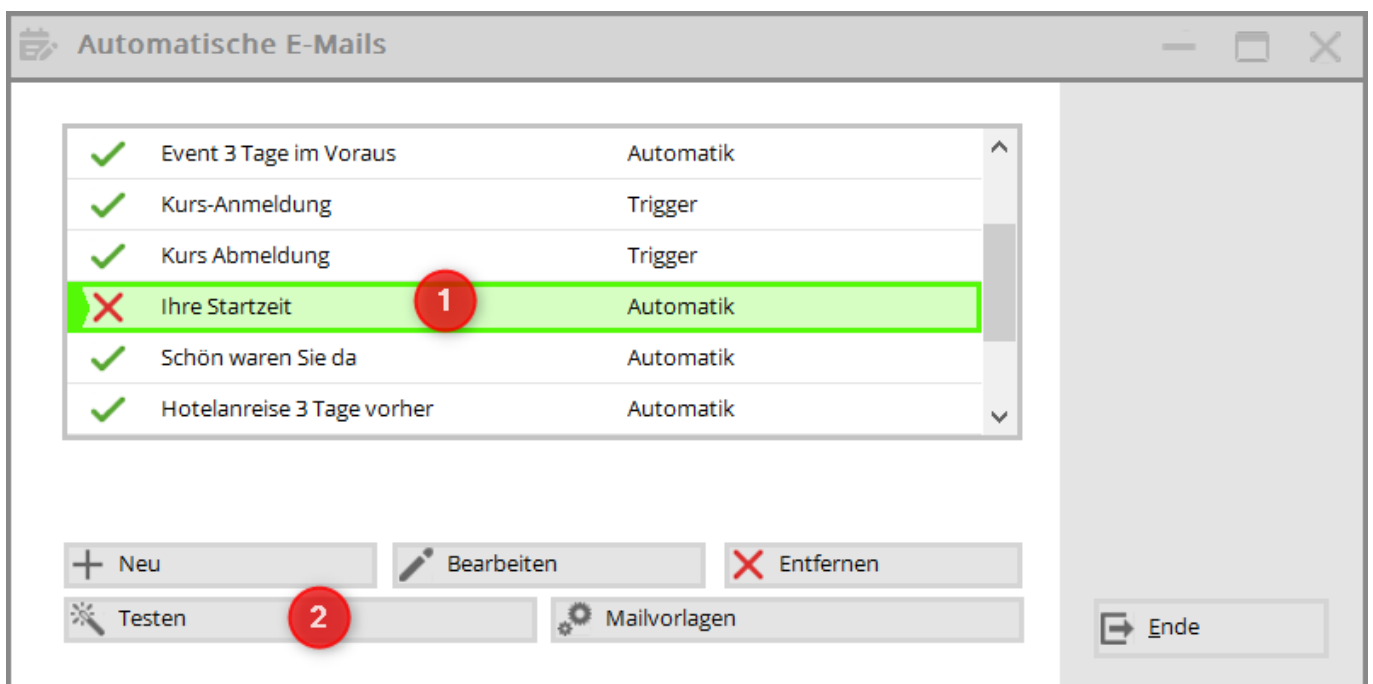 Automatische E-Mails
Event 3 Tage im Voraus Automatik
Kurs-Anmeldung Trigger
Kurs Abmeldung Trigger
Ihre Startzeit 1 Automatik
Schön waren Sie da Automatik
Hotelanreise 3 Tage vorher Automatik
Neu Bearbeiten Entfernen
Testen 2 Mailvorlagen
Ende